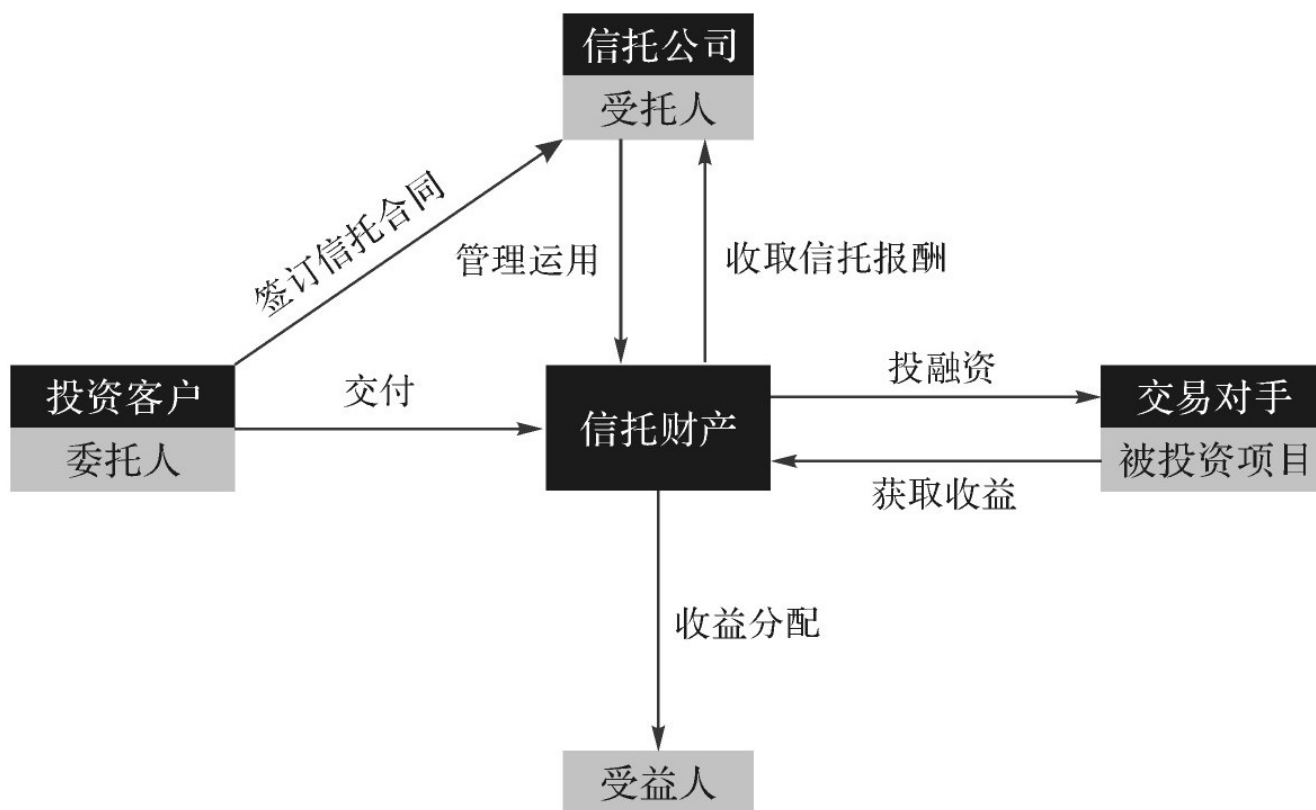 信托公司
受托人
签订信托合同
管理运用
收取信托报酬
投资客户
委托人
交付
信托财产
投融资
交易对手
被投资项目
获取收益
收益分配
受益人